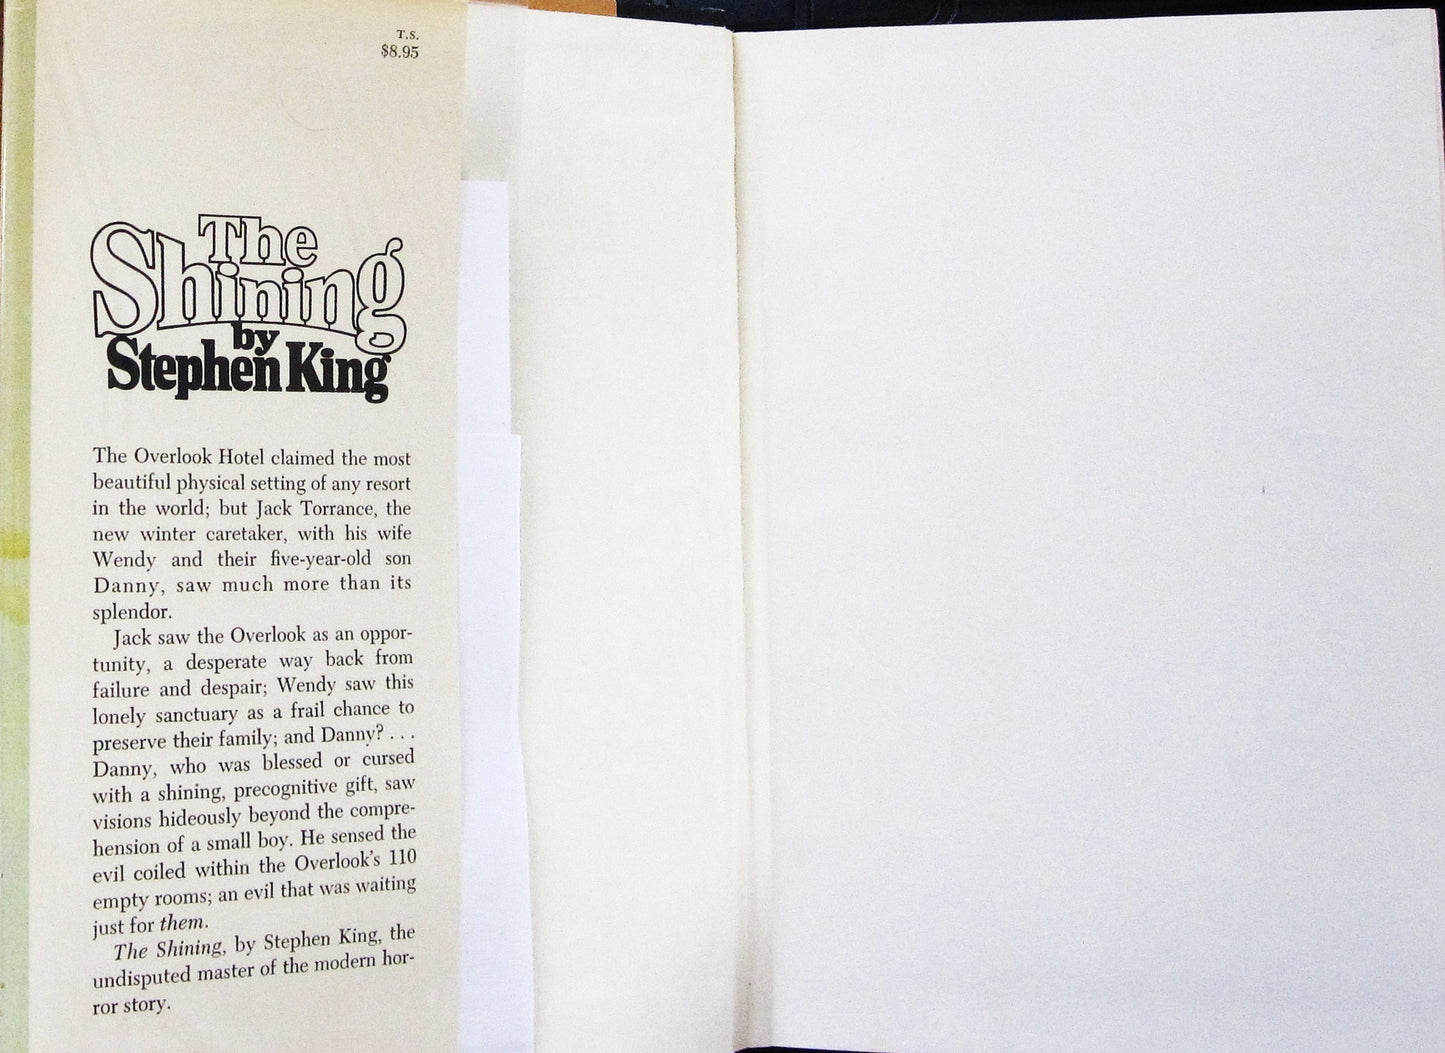 T.S.
$8.95
The
Shining
by
Stephen King
The Overlook Hotel claimed the most
beautiful physical setting of any resort
in the world; but Jack Torrance, the
new winter caretaker, with his wife
Wendy and their five-year-old son
Danny, saw much more than its
splendor.
Jack saw the Overlook as an oppor-
tunity, a desperate way back from
failure and despair; Wendy saw this
lonely sanctuary as a frail chance to
preserve their family; and Danny? . . .
Danny, who was blessed or cursed
with a shining, precognitive gift, saw
visions hideously beyond the compre-
hension of a small boy. He sensed the
evil coiled within the Overlook's 110
empty rooms; an evil that was waiting
just for them.
The Shining, by Stephen King, the
undisputed master of the modern hor-
ror story.